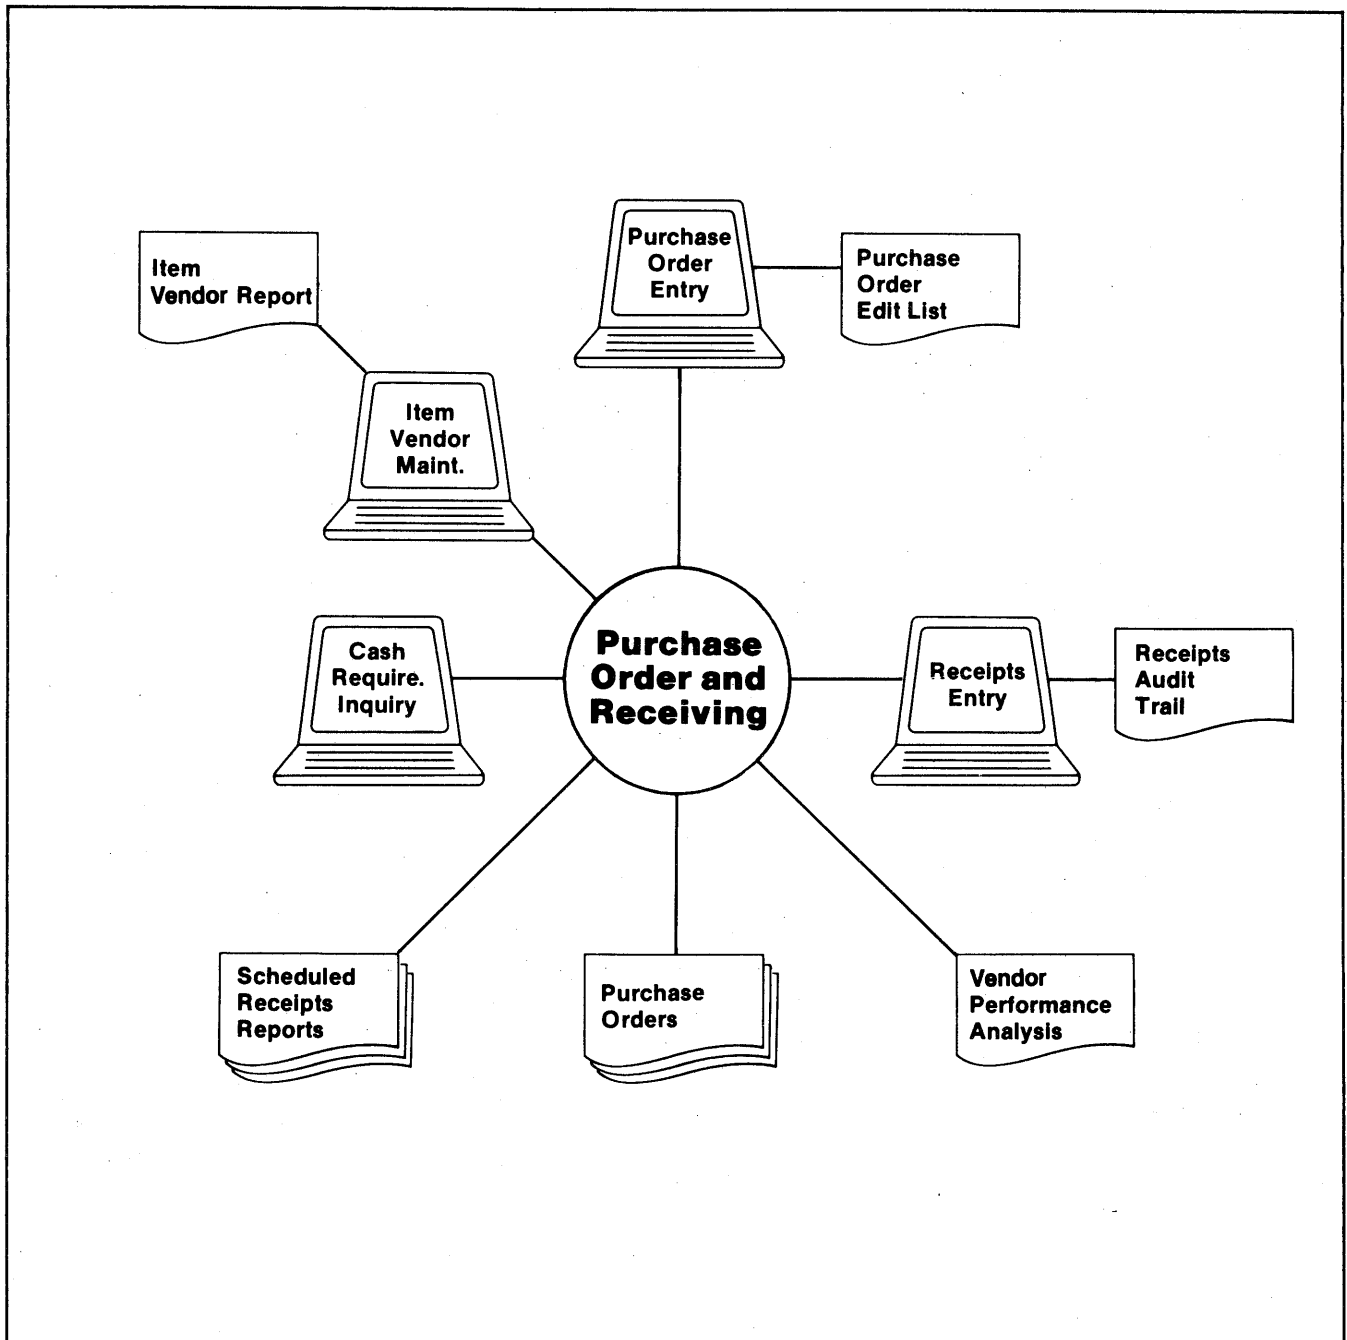 Purchase
Order
Entry
Purchase
Order
Edit List
Item
Vendor Report
Item
Vendor
Maint.
Cash
Require.
Inquiry
Purchase
Order and
Receiving
Receipts
Entry
Receipts
Audit
Trail
Scheduled
Receipts
Reports
Purchase
Orders
Vendor
Performance
Analysis